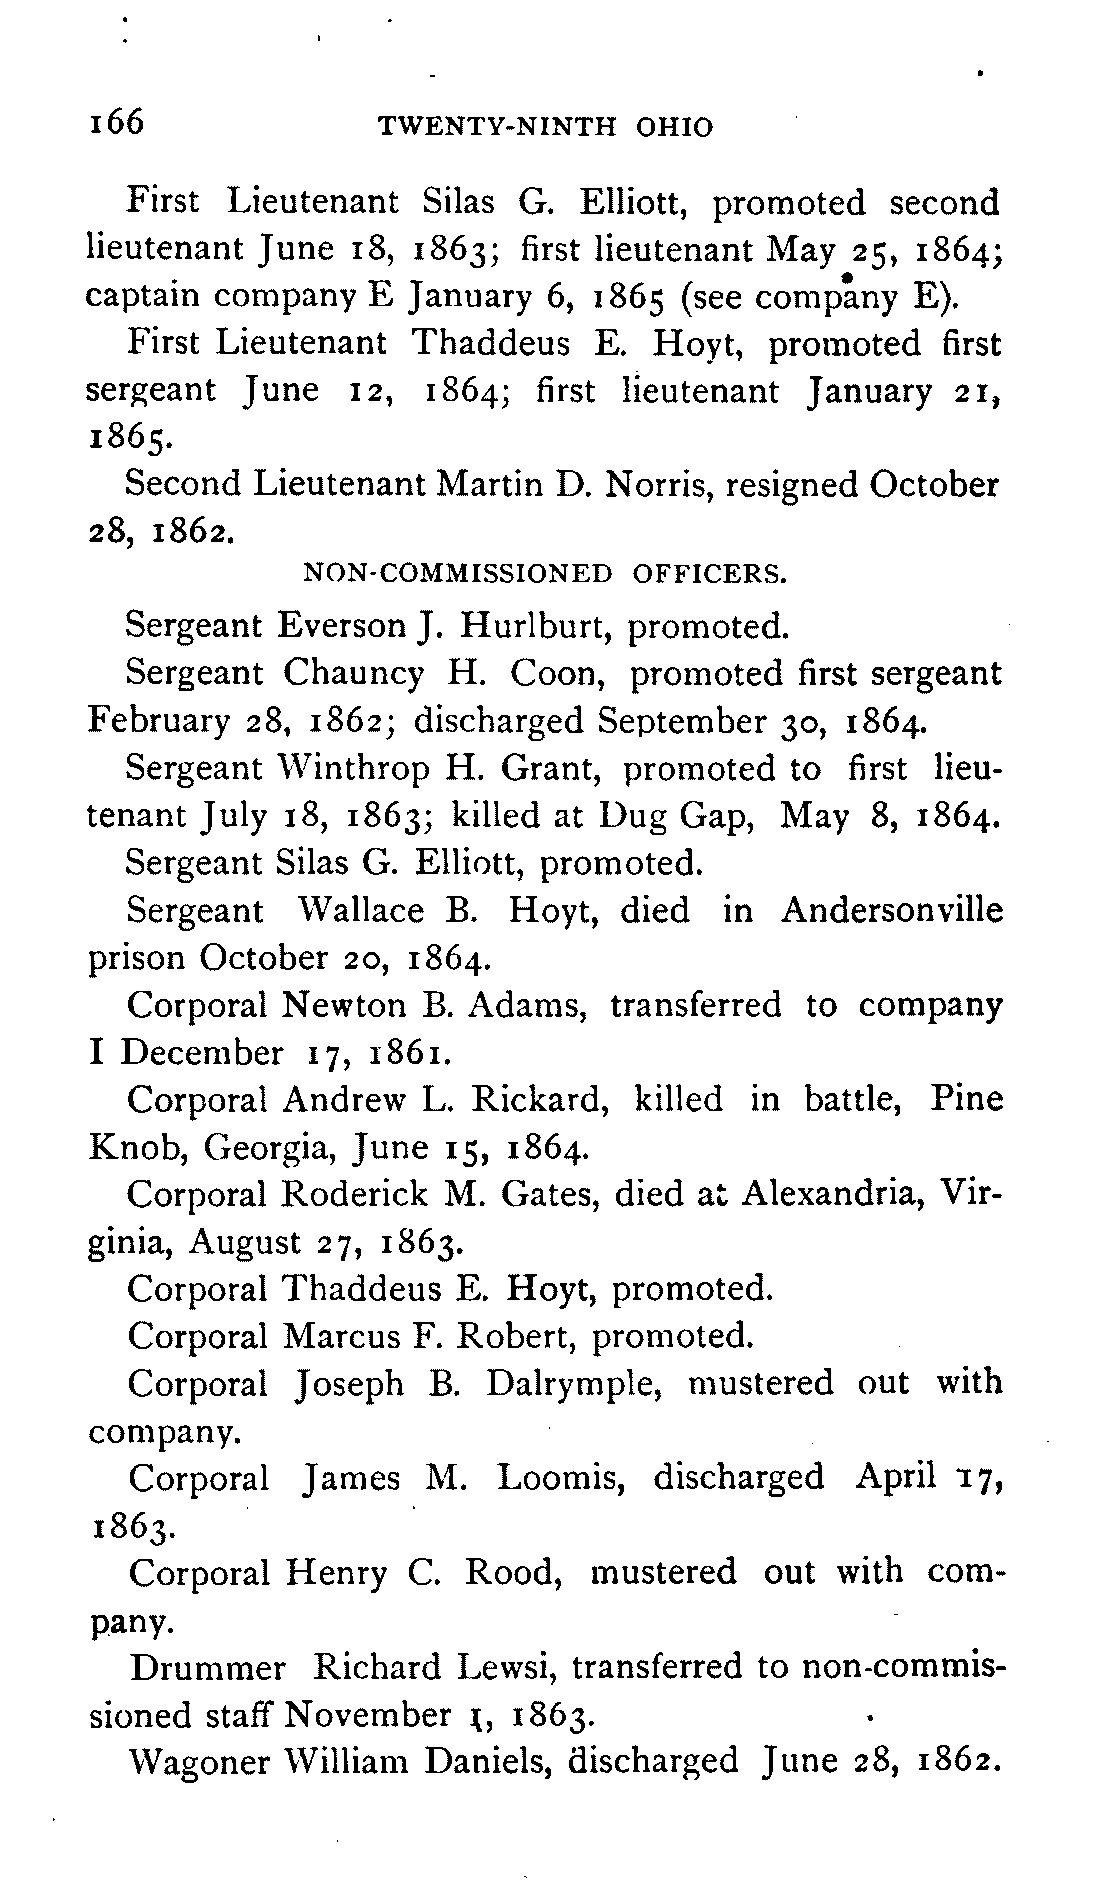 166 TWENTY-NINTH OHIO
First Lieutenant Silas G. Elliott, promoted second
lieutenant June 18, 1863; first lieutenant May 25, 1864;
captain company E January 6, 1865 (see company E).
First Lieutenant Thaddeus E. Hoyt, promoted first
sergeant June 12, 1864; first lieutenant January 21,
1865.
Second Lieutenant Martin D. Norris, resigned October
28, 1862.
NON-COMMISSIONED OFFICERS.
Sergeant Everson J. Hurlburt, promoted.
Sergeant Chauncy H. Coon, promoted first sergeant
February 28, 1862; discharged September 30, 1864.
Sergeant Winthrop H. Grant, promoted to first lieu-
tenant July 18, 1863; killed at Dug Gap, May 8, 1864.
Sergeant Silas G. Elliott, promoted.
Sergeant Wallace B. Hoyt, died in Andersonville
prison October 20, 1864.
Corporal Newton B. Adams, transferred to company
I December 17, 1861.
Corporal Andrew L. Rickard, killed in battle, Pine
Knob, Georgia, June 15, 1864.
Corporal Roderick M. Gates, died at Alexandria, Vir-
ginia, August 27, 1863.
Corporal Thaddeus E. Hoyt, promoted.
Corporal Marcus F. Robert, promoted.
Corporal Joseph B. Dalrymple, mustered out with
company.
Corporal James M. Loomis, discharged April 17,
1863.
Corporal Henry C. Rood, mustered out with com-
pany.
Drummer Richard Lewsi, transferred to non-commis-
sioned staff November 1, 1863.
Wagoner William Daniels, discharged June 28, 1862.